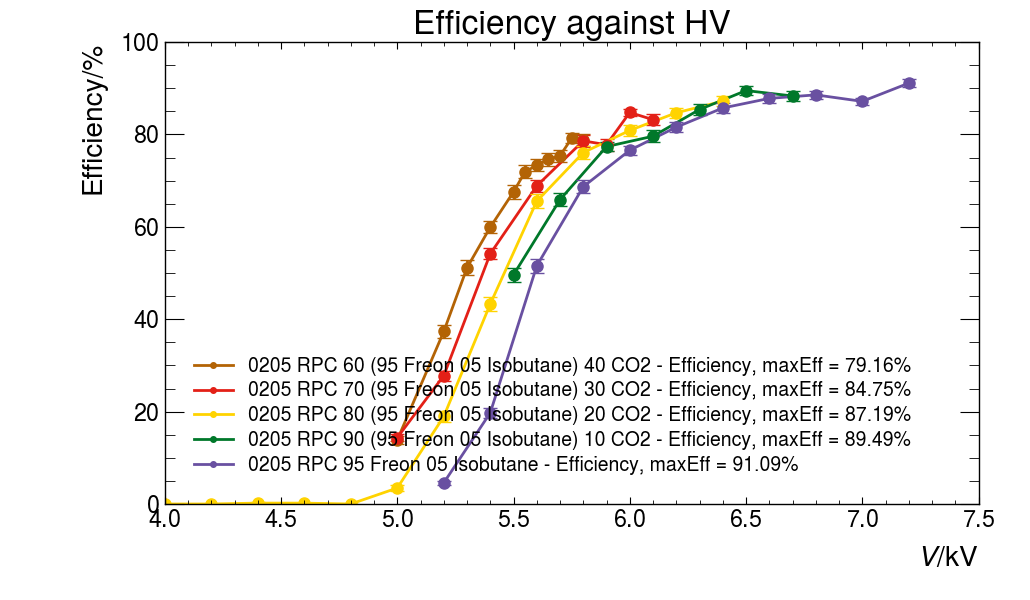 Efficiency against HV
Efficiency/%
100
80
60
40
20
0
0205 RPC 60 (95 Freon 05 Isobutane) 40 CO2 - Efficiency, maxEff = 79.16%
0205 RPC 70 (95 Freon 05 Isobutane) 30 CO2 - Efficiency, maxEff = 84.75%
0205 RPC 80 (95 Freon 05 Isobutane) 20 CO2 - Efficiency, maxEff = 87.19%
0205 RPC 90 (95 Freon 05 Isobutane) 10 CO2 - Efficiency, maxEff = 89.49%
0205 RPC 95 Freon 05 Isobutane - Efficiency, maxEff = 91.09%
4.0 4.5 5.0 5.5 6.0 6.5 7.0 7.5
V/kV